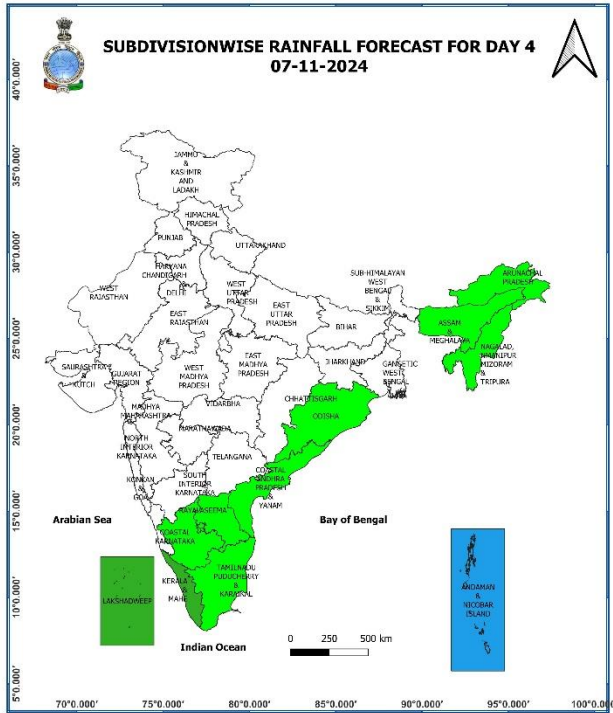 SUBDIVISIONWISE RAINFALL FORECAST FOR DAY 4
07-11-2024
40°0.000'
35°0.000'
30°0.000'
25°0.000'
20°0.000'
15°0.000'
10°0.000'
5°0.000'
JAMMO
&
KASHMIR
AND
LADAKH
HIMACHAL
PRADESH
PUNJAB
UTTARAKHAND
HARYANA
CHANDIGARH
&
DELHI
WEST
RAJASTHAN
WEST
UTTAR
PRADESH
EAST
RAJASTHAN
EAST
UTTAR
PRADESH
SUB-HIMALAYAN
WEST
BENGAL
&
SIKKIM
ARUNACHAL
PRADESH
BIHAR
ASSAM
&
MEGHALAYA
NAGALAD,
MANIPUR
MIZORAM
&
TRIPURA
SAURASHTRA
&
KUTCH
GUJARAT
REGION
WEST
MADHYA
PRADESH
EAST
MADHYA
PRADESH
JHARKHAND
GANGETIC
WEST
BENGAL
CHHATTISGARH
ODISHA
MADHYA
MAHARASHTRA
VIDARBHA
MARATHAWADA
NORTH
INTERIOR
KARNATAKA
TELANGANA
KONKAN
&
GOA
SOUTH
INTERIOR
KARNATAKA
COASTAL
ANDHRA
PRADESH
&
YANAM
RAYALASEEMA
COASTAL
KARNATAKA
Arabian Sea
Bay of Bengal
TAMILNADU
PUDUCHERRY
&
KARAIKAL
KERALA
&
MAHE
LAKSHADWEEP
ANDAMAN
&
NICOBAR
ISLAND
Indian Ocean
0 250 500 km
70°0.000' 75°0.000' 80°0.000' 85°0.000' 90°0.000' 95°0.000' 100°0.000'